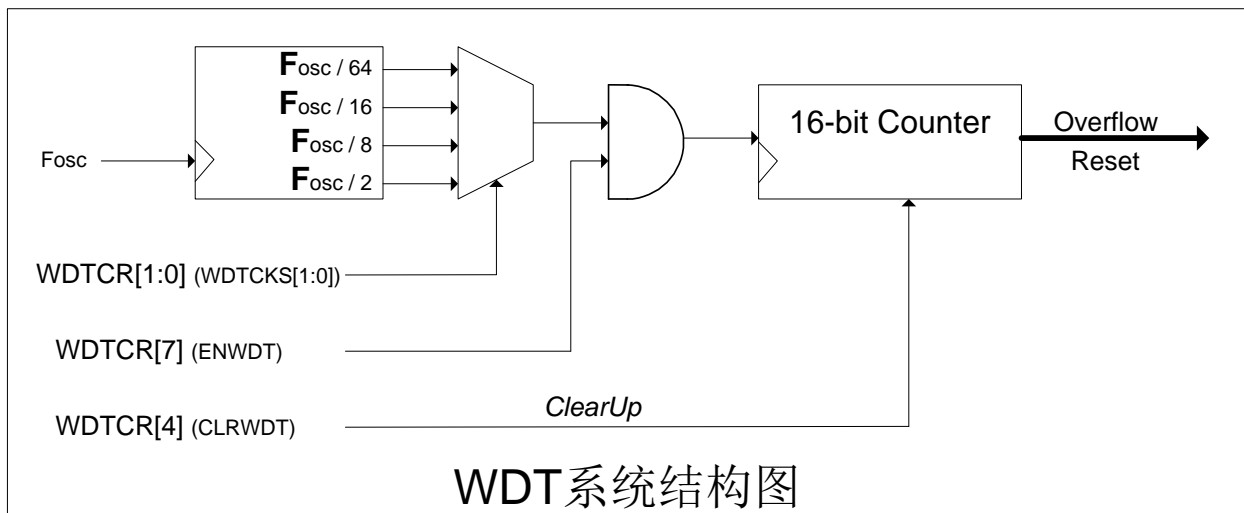 Fosc / 64
Fosc / 16
Fosc / 8
Fosc / 2
Fosc
16-bit Counter
Overflow
Reset
WDTCR[1:0] (WDTCKS[1:0])
WDTCR[7] (ENWDT)
WDTCR[4] (CLRWDT)
ClearUp
WDT系统结构图